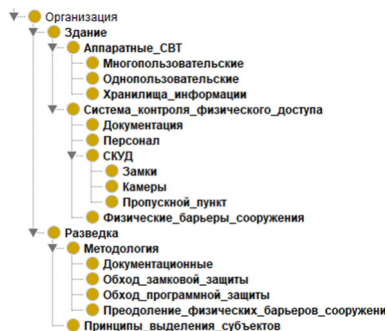 Организация
Здание
Аппаратные_СВТ
Многопользовательские
Однопользовательские
Хранилища_информации
Система_контроля_физического_доступа
Документация
Персонал
СКУД
Замки
Камеры
Пропускной_пункт
Физические_барьеры_сооружения
Разведка
Методология
Документационные
Обход_замковой_защиты
Обход_программной_защиты
Преодоление_физических_барьеров_сооружени
Принципы_выделения_субъектов